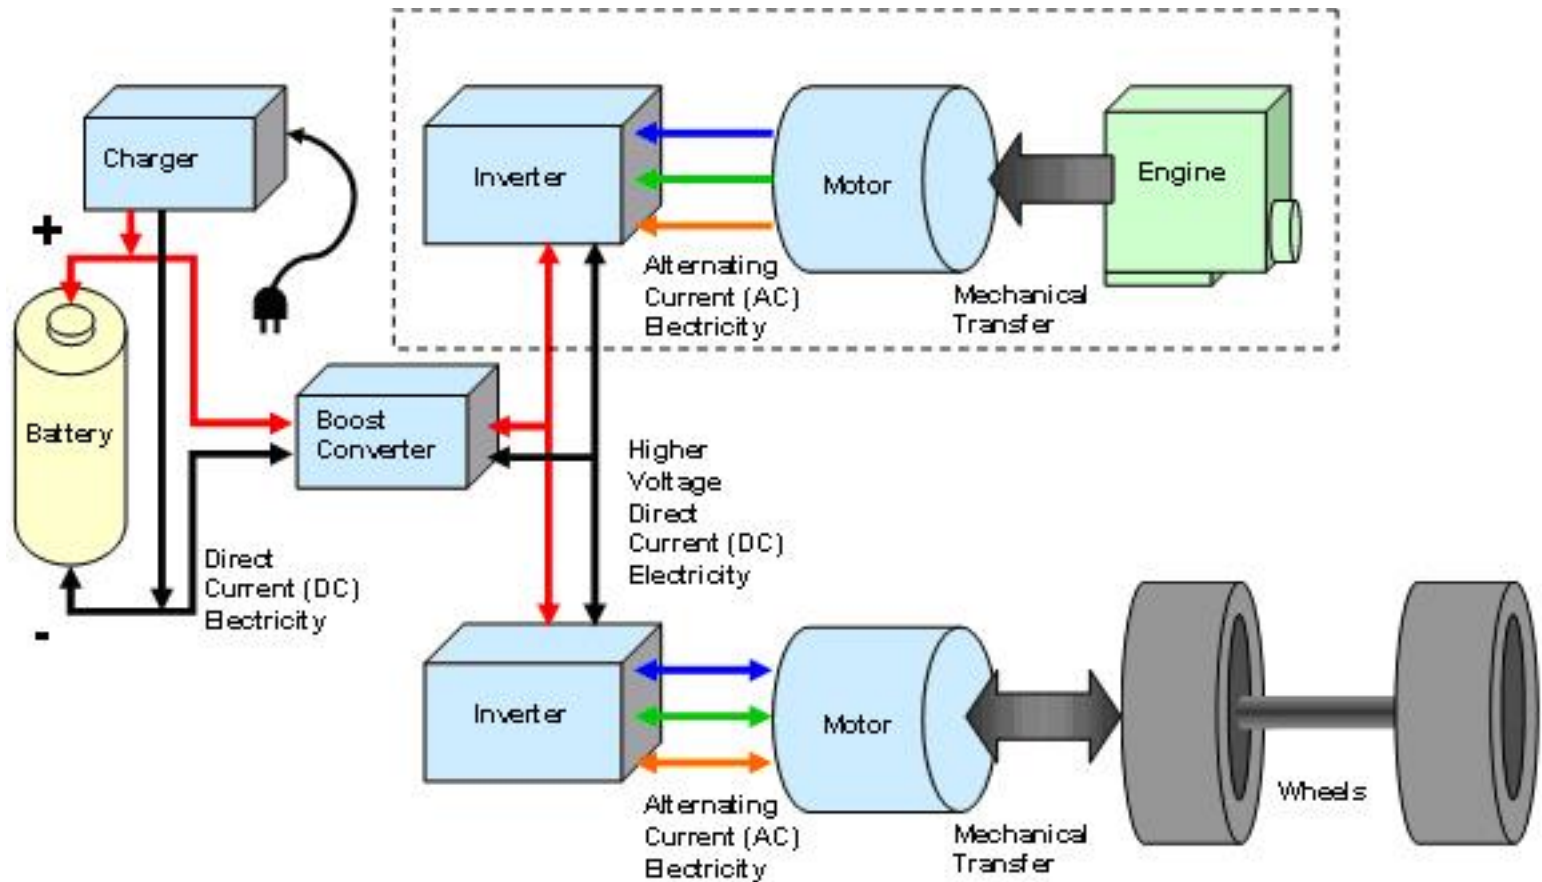 Charger
Inverter
Motor
Engine
+
Alternating
Current (AC)
Electricity
Mechanical
Transfer
Battery
Boost
Converter
Higher
Voltage
Direct
Current (DC)
Electricity
Direct
Current (DC)
Electricity
-
Inverter
Motor
Wheels
Alternating
Current (AC)
Electricity
Mechanical
Transfer